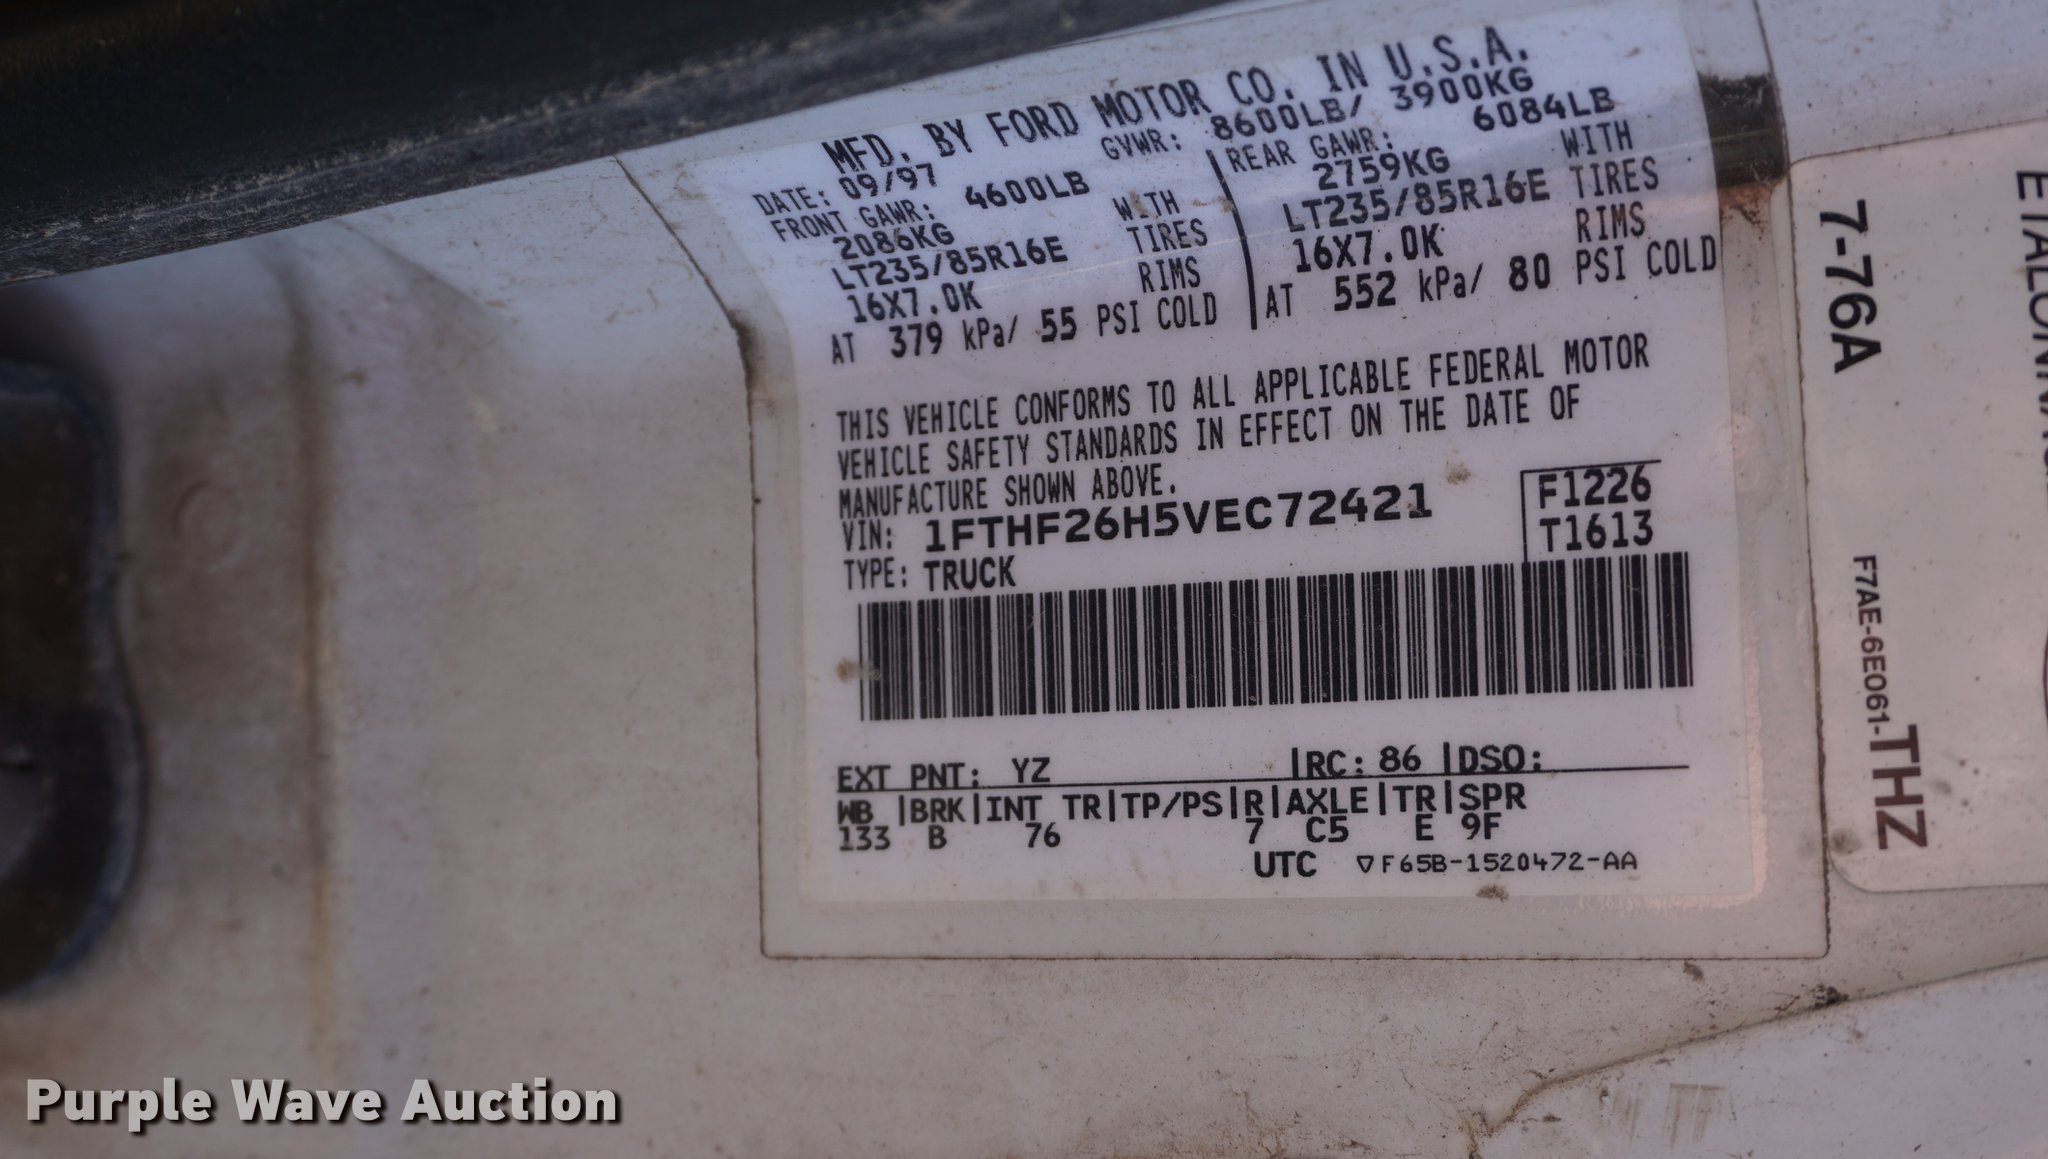 MFD. BY FORD MOTOR CO. IN U.S.A.
DATE: 09/97 GVWR: 8600LB/ 3900KG
FRONT GAWR: 4600LB REAR GAWR: 6084LB
2086KG WITH 2759KG WITH
LT235/85R16E TIRES LT235/85R16E TIRES
16X7.0K RIMS 16X7.0K RIMS
AT 379 kPa/ 55 PSI COLD AT 552 kPa/ 80 PSI COLD
THIS VEHICLE CONFORMS TO ALL APPLICABLE FEDERAL MOTOR
VEHICLE SAFETY STANDARDS IN EFFECT ON THE DATE OF
MANUFACTURE SHOWN ABOVE.
VIN: 1FTHF26H5VEC72421
TYPE: TRUCK
F1226
T1613
EXT PNT: YZ |RC: 86 |DSO:
WB |BRK|INT TR|TP/PS|R|AXLE|TR|SPR
133 B 76 7 C5 E 9F
UTC ▽F65B-1520472-AA
7-76A
F7AE-6E061-THZ
Purple Wave Auction